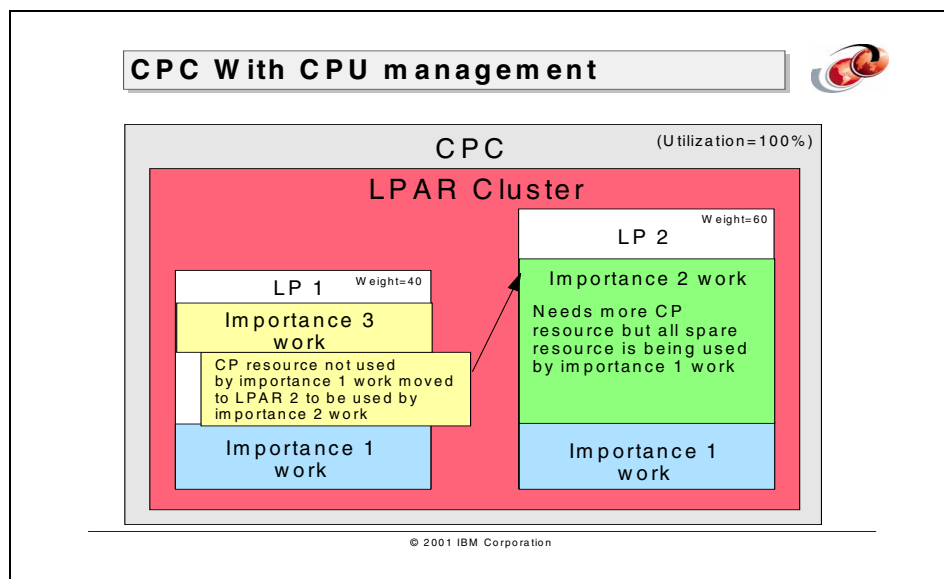 CPC With CPU management
CPC
(Utilization=100%)
LPAR Cluster
Weight=60
LP 2
Importance 2 work
Needs more CP
resource but all spare
resource is being used
by importance 1 work
Importance 1
work
LP 1
Weight=40
Importance 3
work
CP resource not used
by importance 1 work moved
to LPAR 2 to be used by
importance 2 work
Importance 1
work
© 2001 IBM Corporation